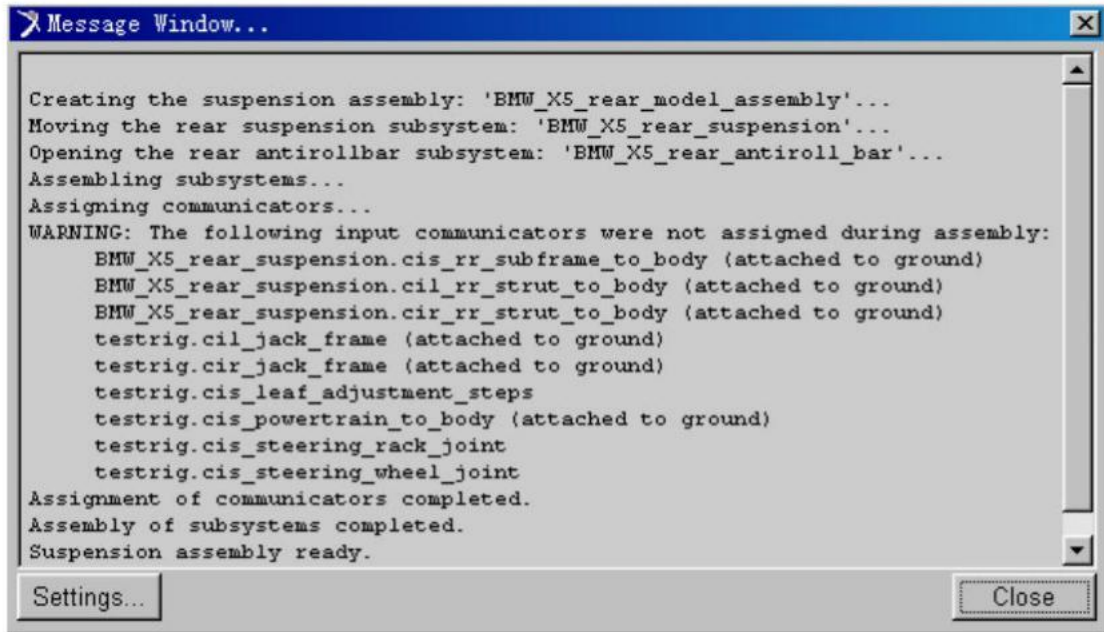 Message Window...
Creating the suspension assembly: 'BMW_X5_rear_model_assembly'...
Moving the rear suspension subsystem: 'BMW_X5_rear_suspension'...
Opening the rear antirollbar subsystem: 'BMW_X5_rear_antiroll_bar'...
Assembling subsystems...
Assigning communicators...
WARNING: The following input communicators were not assigned during assembly:
BMW_X5_rear_suspension.cis_rr_subframe_to_body (attached to ground)
BMW_X5_rear_suspension.cil_rr_strut_to_body (attached to ground)
BMW_X5_rear_suspension.cir_rr_strut_to_body (attached to ground)
testrig.cil_jack_frame (attached to ground)
testrig.cir_jack_frame (attached to ground)
testrig.cis_leaf_adjustment_steps
testrig.cis_powertrain_to_body (attached to ground)
testrig.cis_steering_rack_joint
testrig.cis_steering_wheel_joint
Assignment of communicators completed.
Assembly of subsystems completed.
Suspension assembly ready.
Settings... Close